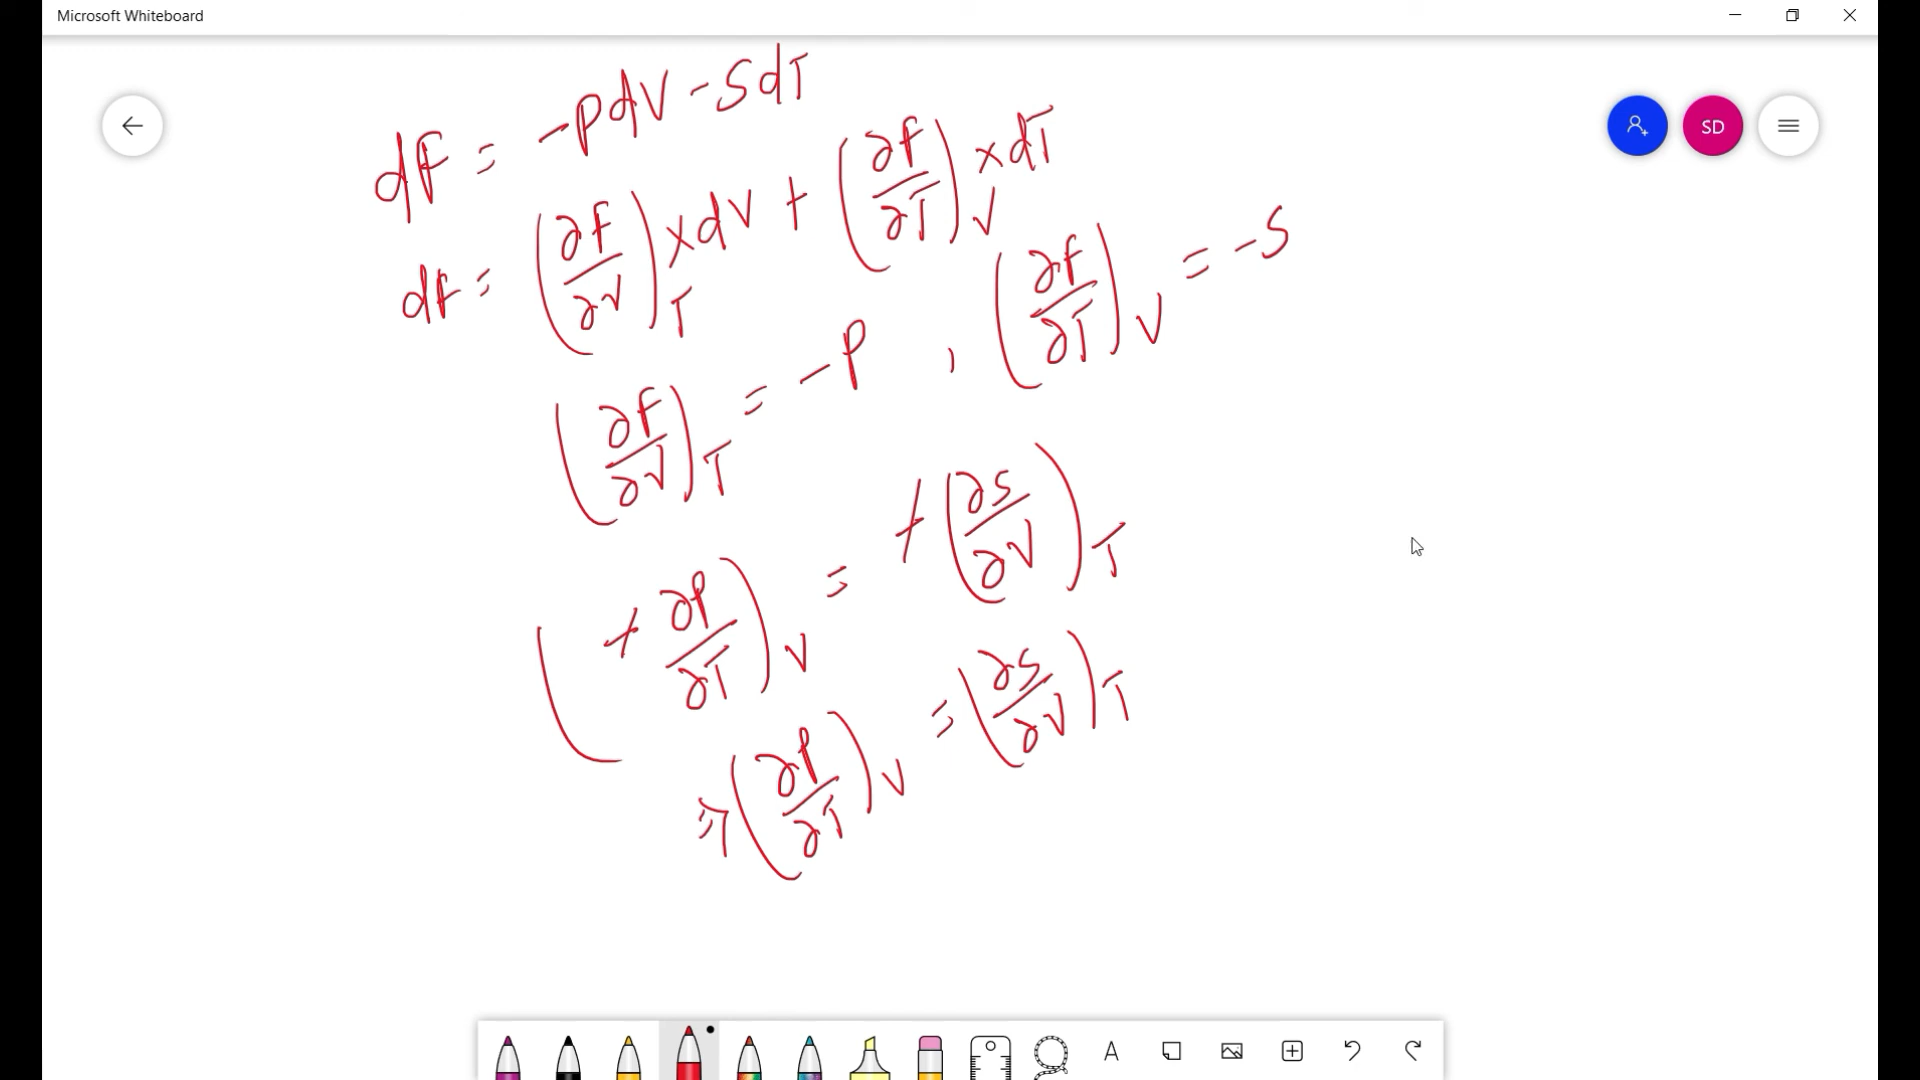 Microsoft Whiteboard
SD
dF = -PdV - SdT
dF = (∂F/∂V)_T × dV + (∂F/∂T)_V × dT
(∂F/∂V)_T = -P , (∂F/∂T)_V = -S
(+ ∂P/∂T)_V = + (∂S/∂V)_T
⇒ (∂P/∂T)_V = (∂S/∂V)_T
A